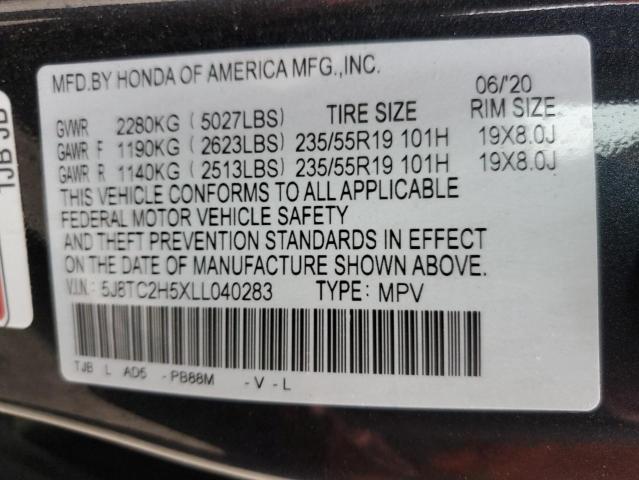 MFD.BY HONDA OF AMERICA MFG.,INC.
06/'20
TIRE SIZE RIM SIZE
GVWR 2280KG (5027LBS)
GAWR F 1190KG (2623LBS) 235/55R19 101H 19X8.0J
GAWR R 1140KG (2513LBS) 235/55R19 101H 19X8.0J
THIS VEHICLE CONFORMS TO ALL APPLICABLE
FEDERAL MOTOR VEHICLE SAFETY
AND THEFT PREVENTION STANDARDS IN EFFECT
ON THE DATE OF MANUFACTURE SHOWN ABOVE.
V.I.N.: 5J8TC2H5XLL040283 TYPE: MPV
TJB L AD5 -PB88M -V-L
TJB JD